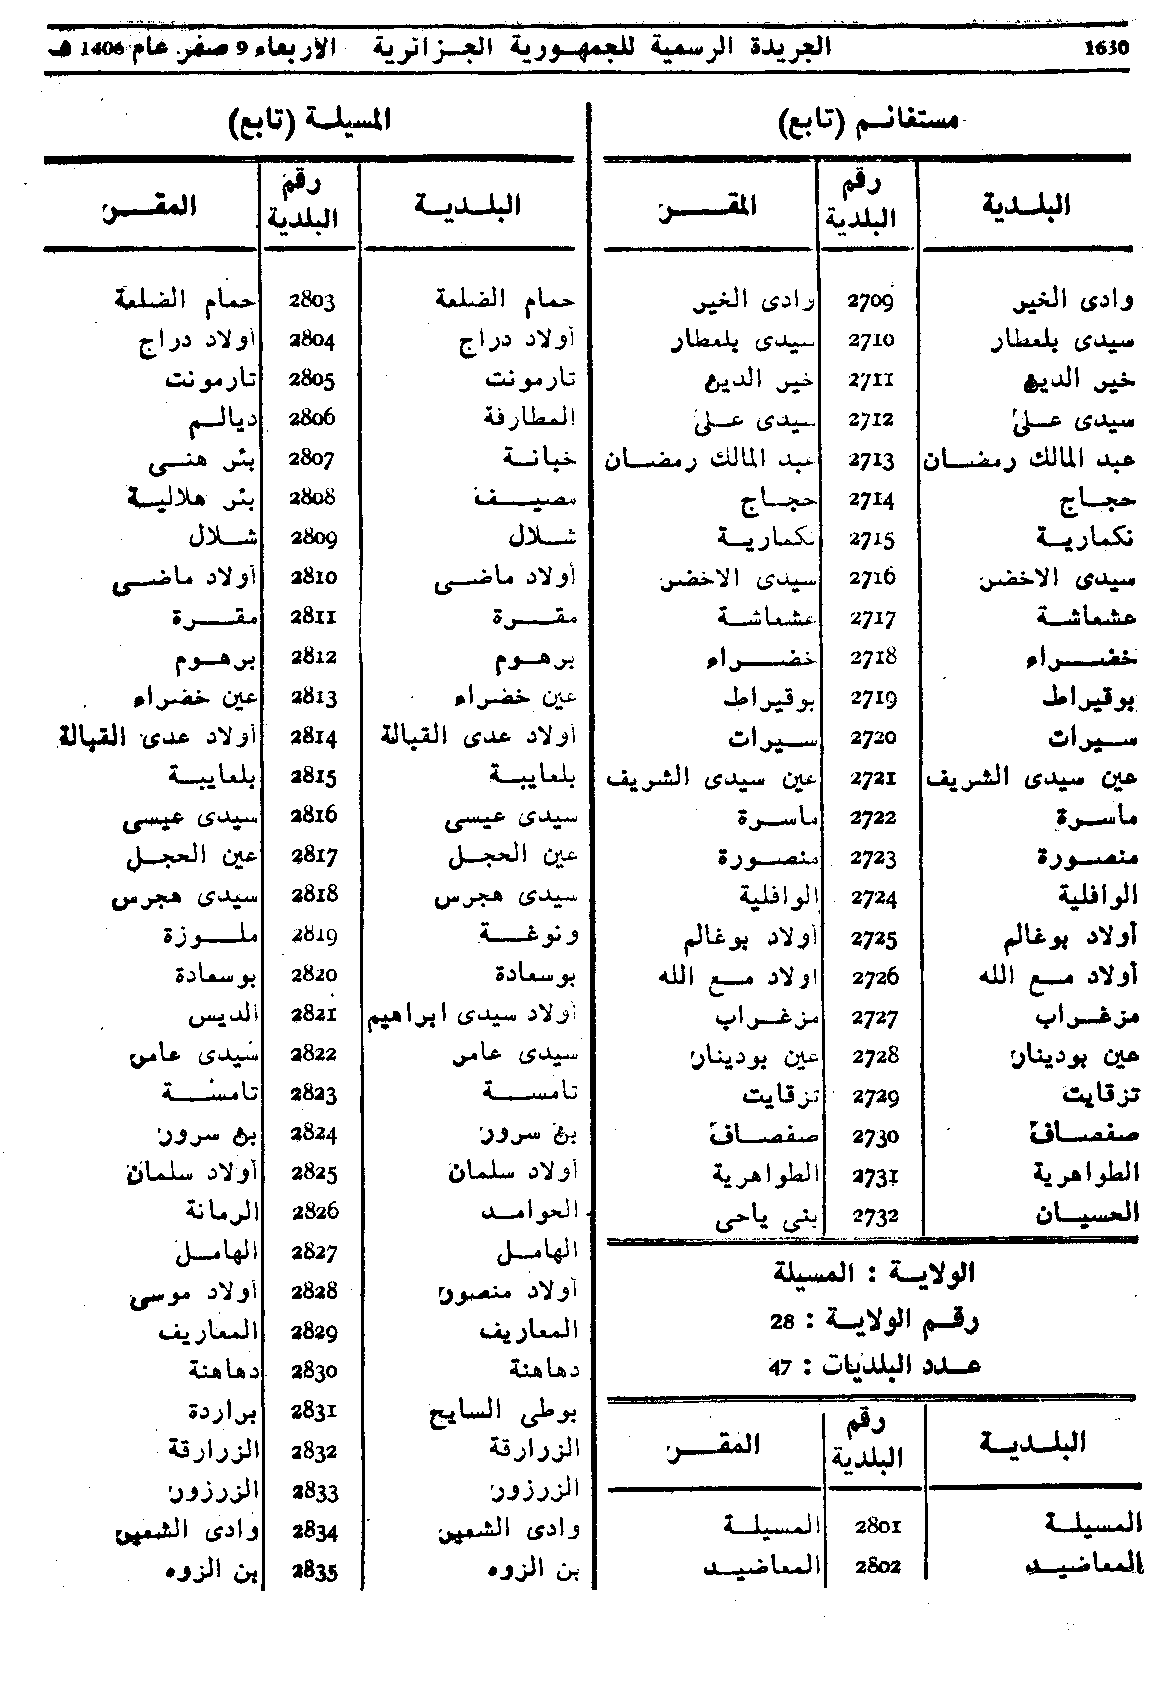 1630 الجريدة الرسمية للجمهورية الجزائرية الاربعاء 9 صفر عام 1406 هـ
مستغانم (تابع)
البلدية رقم البلدية المقر
وادى الخير 2709 وادى الخير
سيدى بلعطار 2710 سيدى بلعطار
خير الدين 2711 خير الدين
سيدى على 2712 سيدى على
عبد المالك رمضان 2713 عبد المالك رمضان
حجاج 2714 حجاج
نكمارية 2715 نكمارية
سيدى الاخضر 2716 سيدى الاخضر
عشعاشة 2717 عشعاشة
خضراء 2718 خضراء
بوقيراط 2719 بوقيراط
سيرات 2720 سيرات
عين سيدى الشريف 2721 عين سيدى الشريف
ماسرة 2722 ماسرة
منصورة 2723 منصورة
الوافلية 2724 الوافلية
أولاد بوغالم 2725 أولاد بوغالم
أولاد مع الله 2726 اولاد مع الله
مزغراب 2727 مزغراب
عين بودينان 2728 عين بودينان
تزقايت 2729 تزقايت
صفصاف 2730 صفصاف
الطواهرية 2731 الطواهرية
الحسيان 2732 بنى ياحى
الولاية : المسيلة
رقم الولاية : 28
عدد البلديات : 47
البلدية رقم البلدية المقر
المسيلة 2801 المسيلة
المعاضيد 2802 المعاضيد
المسيلة (تابع)
البلدية رقم البلدية المقر
حمام الضلعة 2803 حمام الضلعة
أولاد دراج 2804 أولاد دراج
تارمونت 2805 تارمونت
المطارفة 2806 ديالم
خبانة 2807 بئر هنى
مصيف 2808 بئر هلالية
شلال 2809 شلال
أولاد ماضى 2810 أولاد ماضى
مقرة 2811 مقرة
برهوم 2812 برهوم
عين خضراء 2813 عين خضراء
أولاد عدى القبالة 2814 أولاد عدى القبالة
بلعايبة 2815 بلعايبة
سيدى عيسى 2816 سيدى عيسى
عين الحجل 2817 عين الحجل
سيدى هجرس 2818 سيدى هجرس
ونوغة 2819 ملوزة
بوسعادة 2820 بوسعادة
أولاد سيدى ابراهيم 2821 الديس
سيدى عامر 2822 سيدى عامر
تامسة 2823 تامسة
بن سرور 2824 بن سرور
أولاد سلمان 2825 أولاد سلمان
الحوامد 2826 الرمانة
الهامل 2827 الهامل
أولاد منصور 2828 أولاد موسى
المعاريف 2829 المعاريف
دهاهنة 2830 دهاهنة
بوطى السايح 2831 براردة
الزرارقة 2832 الزرارقة
الزرزور 2833 الزرزور
وادى الشعير 2834 وادى الشعير
بن الزوه 2835 بن الزوه